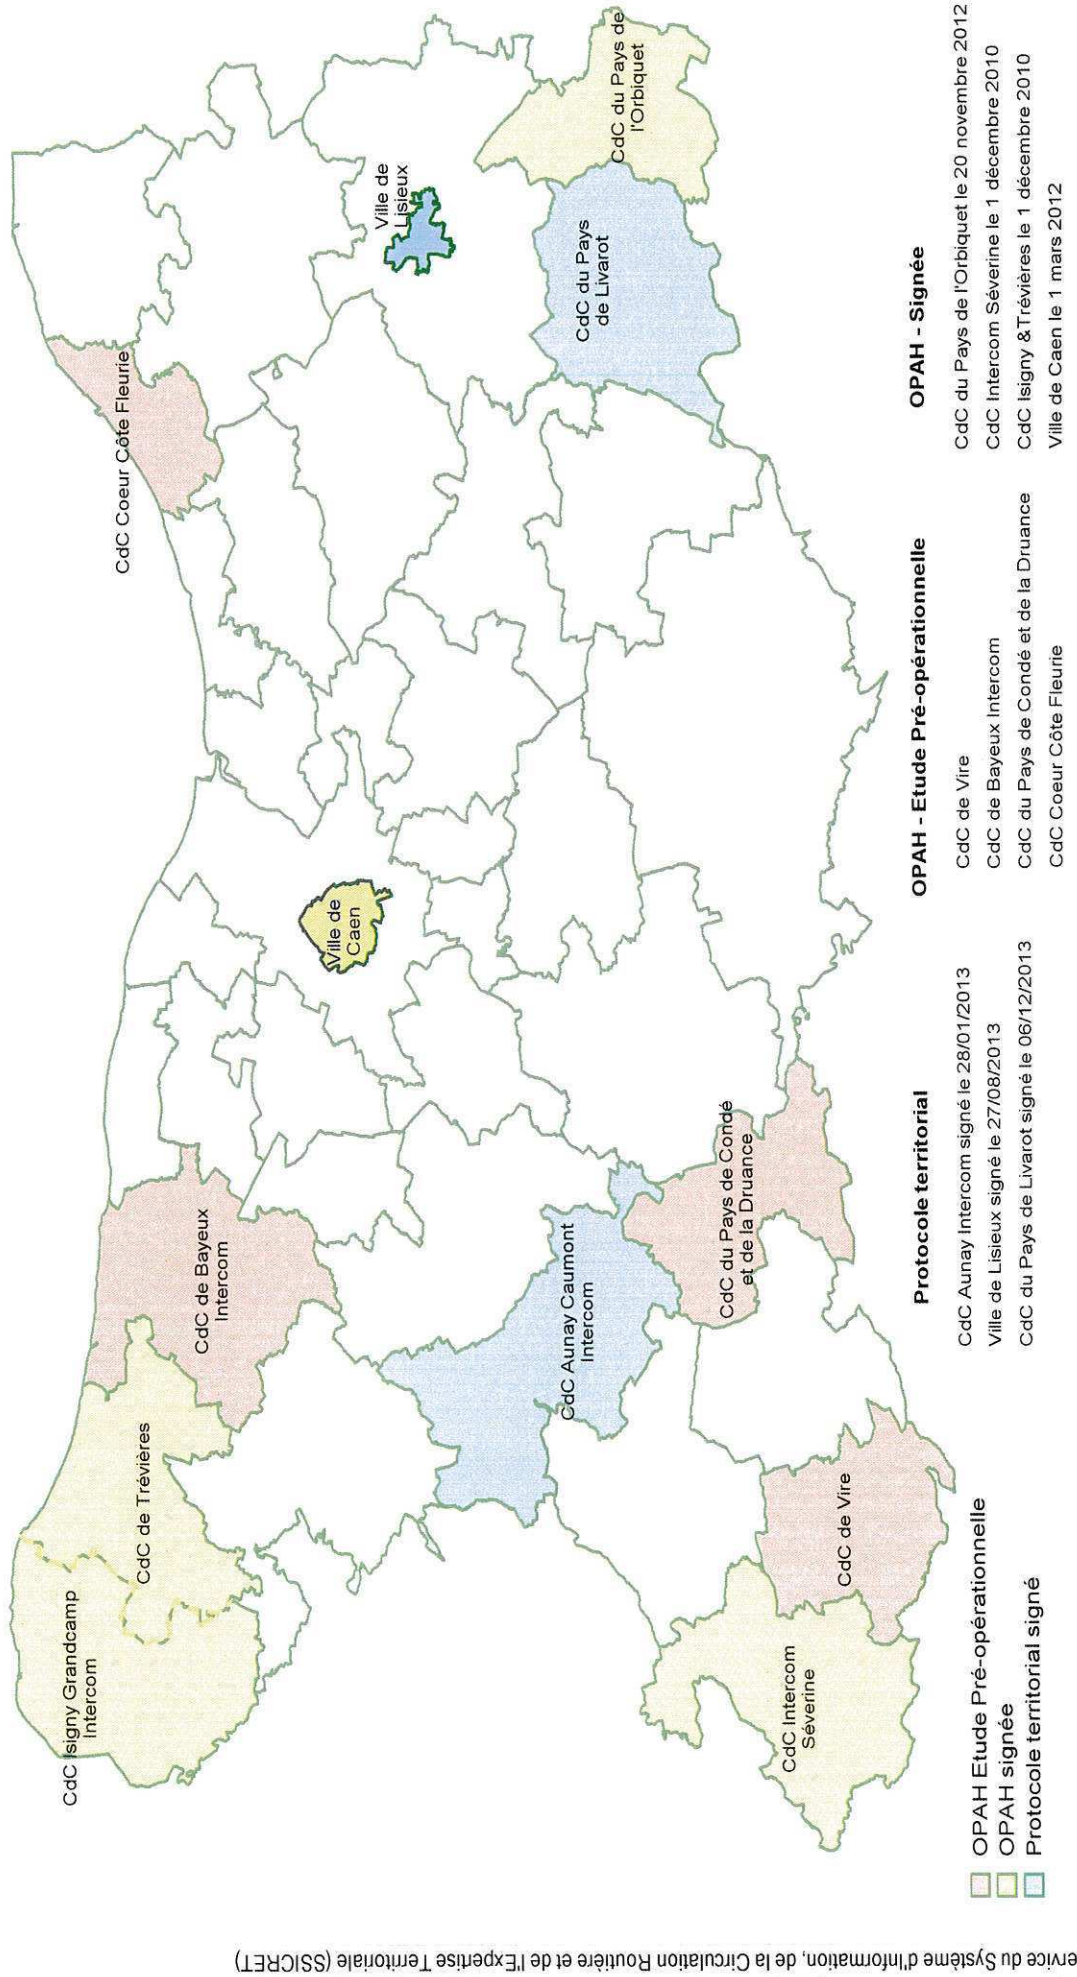 CdC Isigny Grandcamp
Intercom
CdC de Trévières
CdC de Bayeux
Intercom
Ville de
Caen
CdC Coeur Côte Fleurie
Ville de
Lisieux
CdC du Pays
de Livarot
CdC du Pays de
l'Orbiquet
CdC Aunay Caumont
Intercom
CdC du Pays de Condé
et de la Druance
CdC de Vire
CdC Intercom
Séverine
OPAH Etude Pré-opérationnelle
OPAH signée
Protocole territorial signé
Protocole territorial
CdC Aunay Intercom signé le 28/01/2013
Ville de Lisieux signé le 27/08/2013
CdC du Pays de Livarot signé le 06/12/2013
OPAH - Etude Pré-opérationnelle
CdC de Vire
CdC de Bayeux Intercom
CdC du Pays de Condé et de la Druance
CdC Coeur Côte Fleurie
OPAH - Signée
CdC du Pays de l'Orbiquet le 20 novembre 2012
CdC Intercom Séverine le 1 décembre 2010
CdC Isigny &Trévières le 1 décembre 2010
Ville de Caen le 1 mars 2012
ervice du Système d'Information, de la Circulation Routière et de l'Expertise Territoriale (SSICRET)